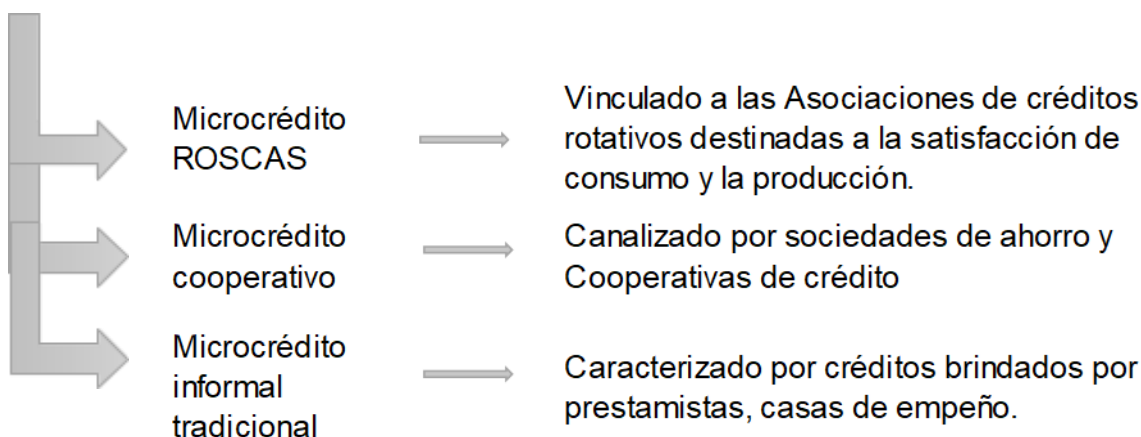 Microcrédito
ROSCAS
Vinculado a las Asociaciones de créditos
rotativos destinadas a la satisfacción de
consumo y la producción.
Microcrédito
cooperativo
Canalizado por sociedades de ahorro y
Cooperativas de crédito
Microcrédito
informal
tradicional
Caracterizado por créditos brindados por
prestamistas, casas de empeño.